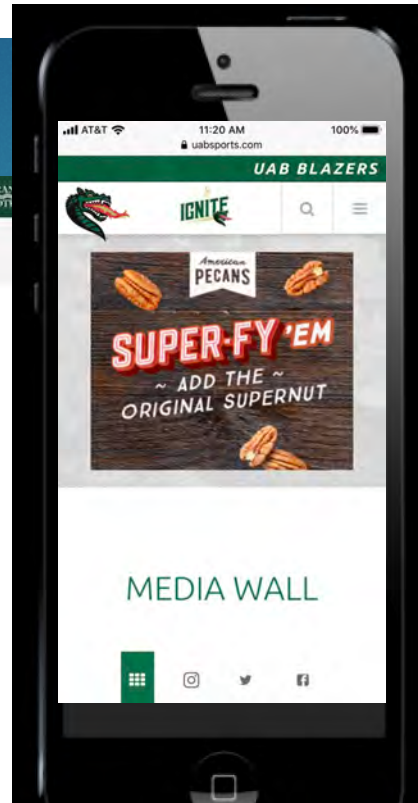 AT&T
11:20 AM
100%
uabsports.com
UAB BLAZERS
IGNITE
American
PECANS
SUPER-FY 'EM
~ ADD THE ~
ORIGINAL SUPERNUT
MEDIA WALL